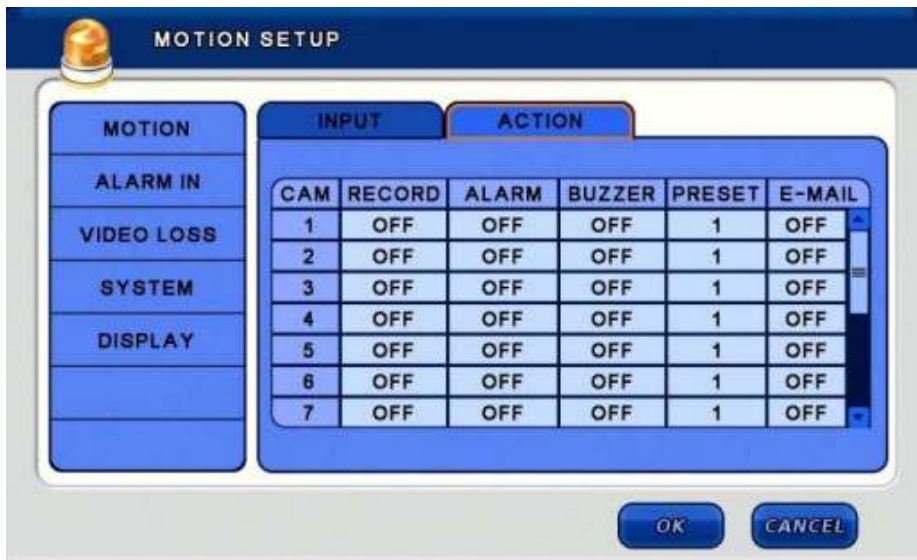 MOTION SETUP
MOTION
ALARM IN
VIDEO LOSS
SYSTEM
DISPLAY
INPUT ACTION
CAM RECORD ALARM BUZZER PRESET E-MAIL
1 OFF OFF OFF 1 OFF
2 OFF OFF OFF 1 OFF
3 OFF OFF OFF 1 OFF
4 OFF OFF OFF 1 OFF
5 OFF OFF OFF 1 OFF
6 OFF OFF OFF 1 OFF
7 OFF OFF OFF 1 OFF
OK CANCEL